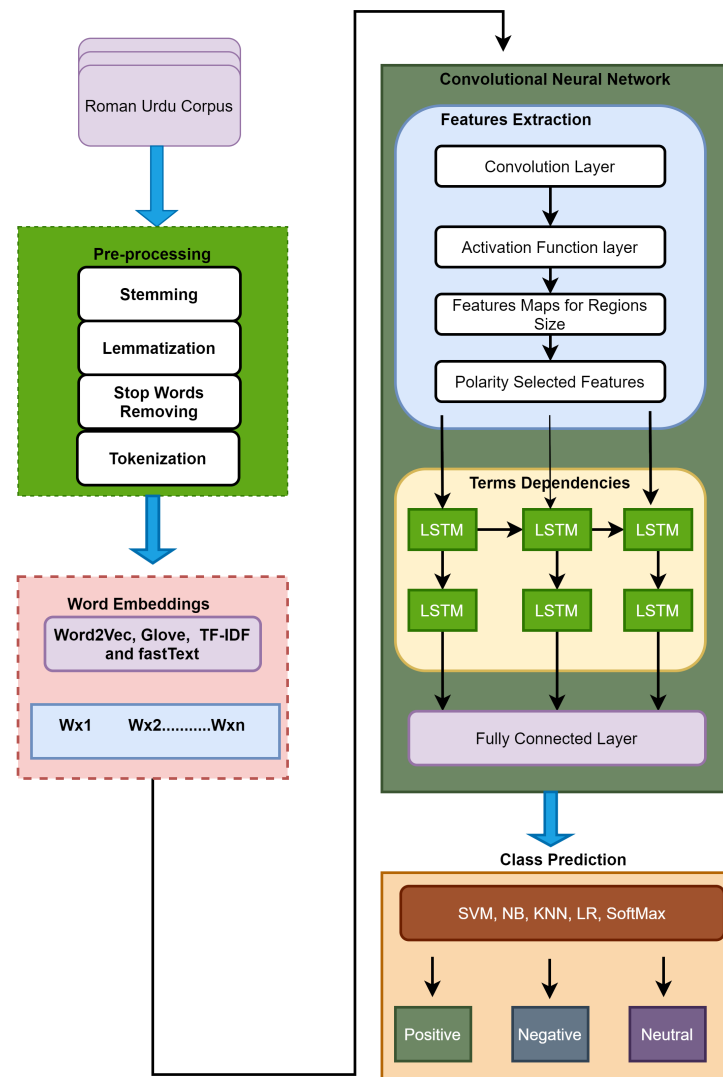 Roman Urdu Corpus
Pre-processing
Stemming
Lemmatization
Stop Words
Removing
Tokenization
Word Embeddings
Word2Vec, Glove, TF-IDF
and fastText
Wx1 Wx2...........Wxn
Convolutional Neural Network
Features Extraction
Convolution Layer
Activation Function layer
Features Maps for Regions
Size
Polarity Selected Features
Terms Dependencies
LSTM LSTM LSTM
LSTM LSTM LSTM
Fully Connected Layer
Class Prediction
SVM, NB, KNN, LR, SoftMax
Positive Negative Neutral